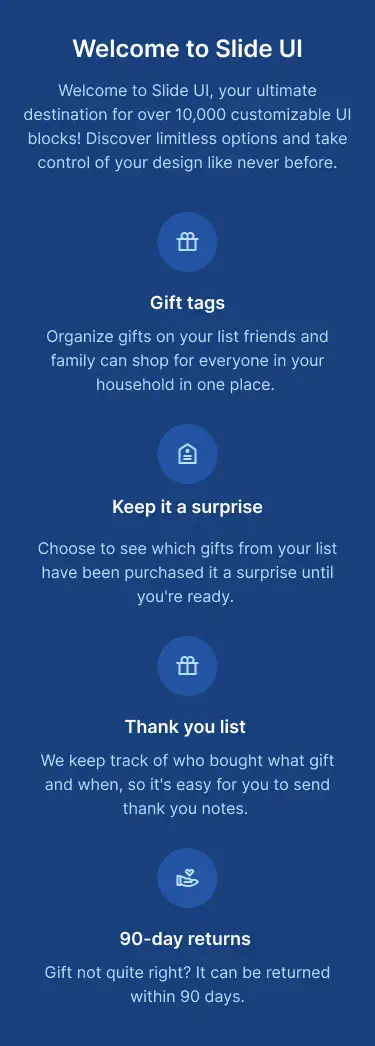 Welcome to Slide UI
Welcome to Slide UI, your ultimate
destination for over 10,000 customizable UI
blocks! Discover limitless options and take
control of your design like never before.
Gift tags
Organize gifts on your list friends and
family can shop for everyone in your
household in one place.
Keep it a surprise
Choose to see which gifts from your list
have been purchased it a surprise until
you're ready.
Thank you list
We keep track of who bought what gift
and when, so it's easy for you to send
thank you notes.
90-day returns
Gift not quite right? It can be returned
within 90 days.